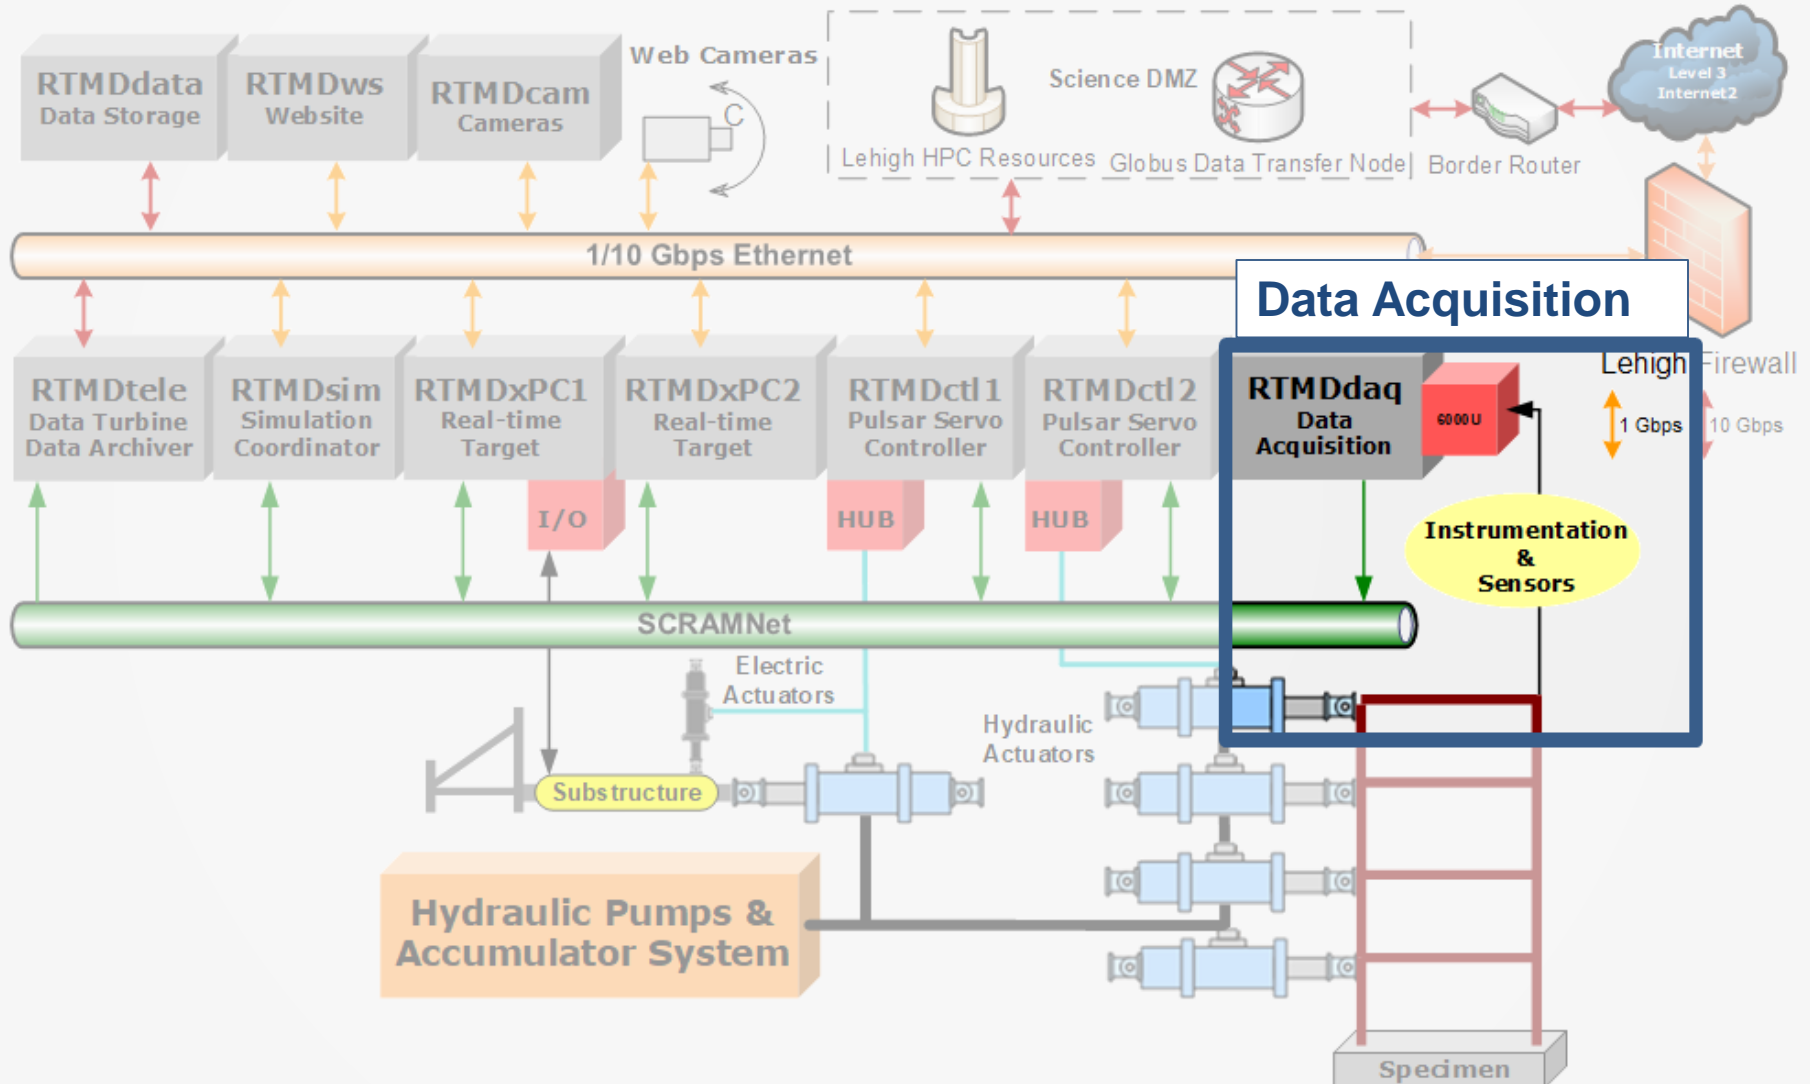 RTMDdata
Data Storage
RTMDws
Website
RTMDcam
Cameras
Web Cameras
C
Science DMZ
Lehigh HPC Resources
Globus Data Transfer Node
Border Router
Internet
Level 3
Internet2
1/10 Gbps Ethernet
Data Acquisition
Lehigh Firewall
1 Gbps
10 Gbps
RTMDtele
Data Turbine
Data Archiver
RTMDsim
Simulation
Coordinator
RTMDxPC1
Real-time
Target
RTMDxPC2
Real-time
Target
RTMDctl1
Pulsar Servo
Controller
RTMDctl2
Pulsar Servo
Controller
RTMDdaq
Data
Acquisition
6000U
I/O
HUB
HUB
Instrumentation
&
Sensors
SCRAMNet
Electric
Actuators
Hydraulic
Actuators
Substructure
Hydraulic Pumps &
Accumulator System
Specimen